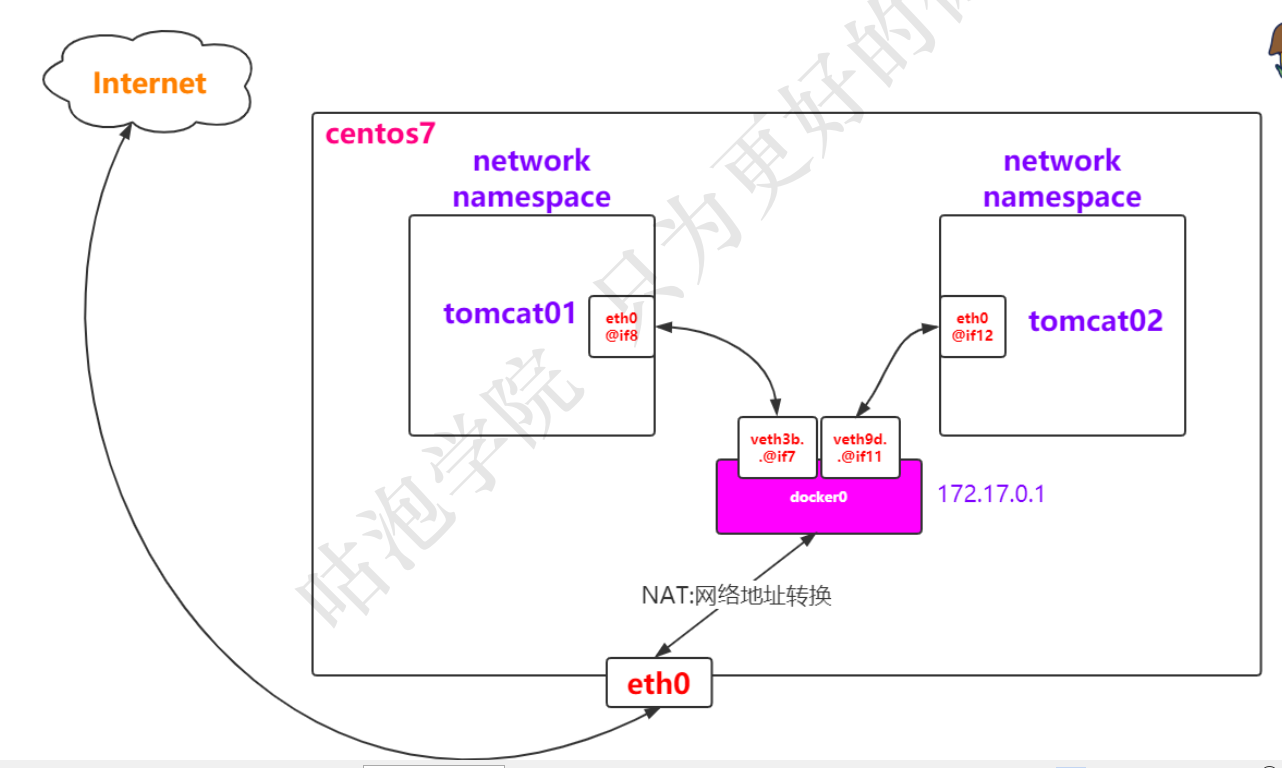 Internet
centos7
network
namespace
network
namespace
tomcat01
eth0
@if8
eth0
@if12
tomcat02
veth3b.
.@if7
veth9d.
.@if11
docker0
172.17.0.1
NAT:网络地址转换
eth0
咕泡学院 只为更好的